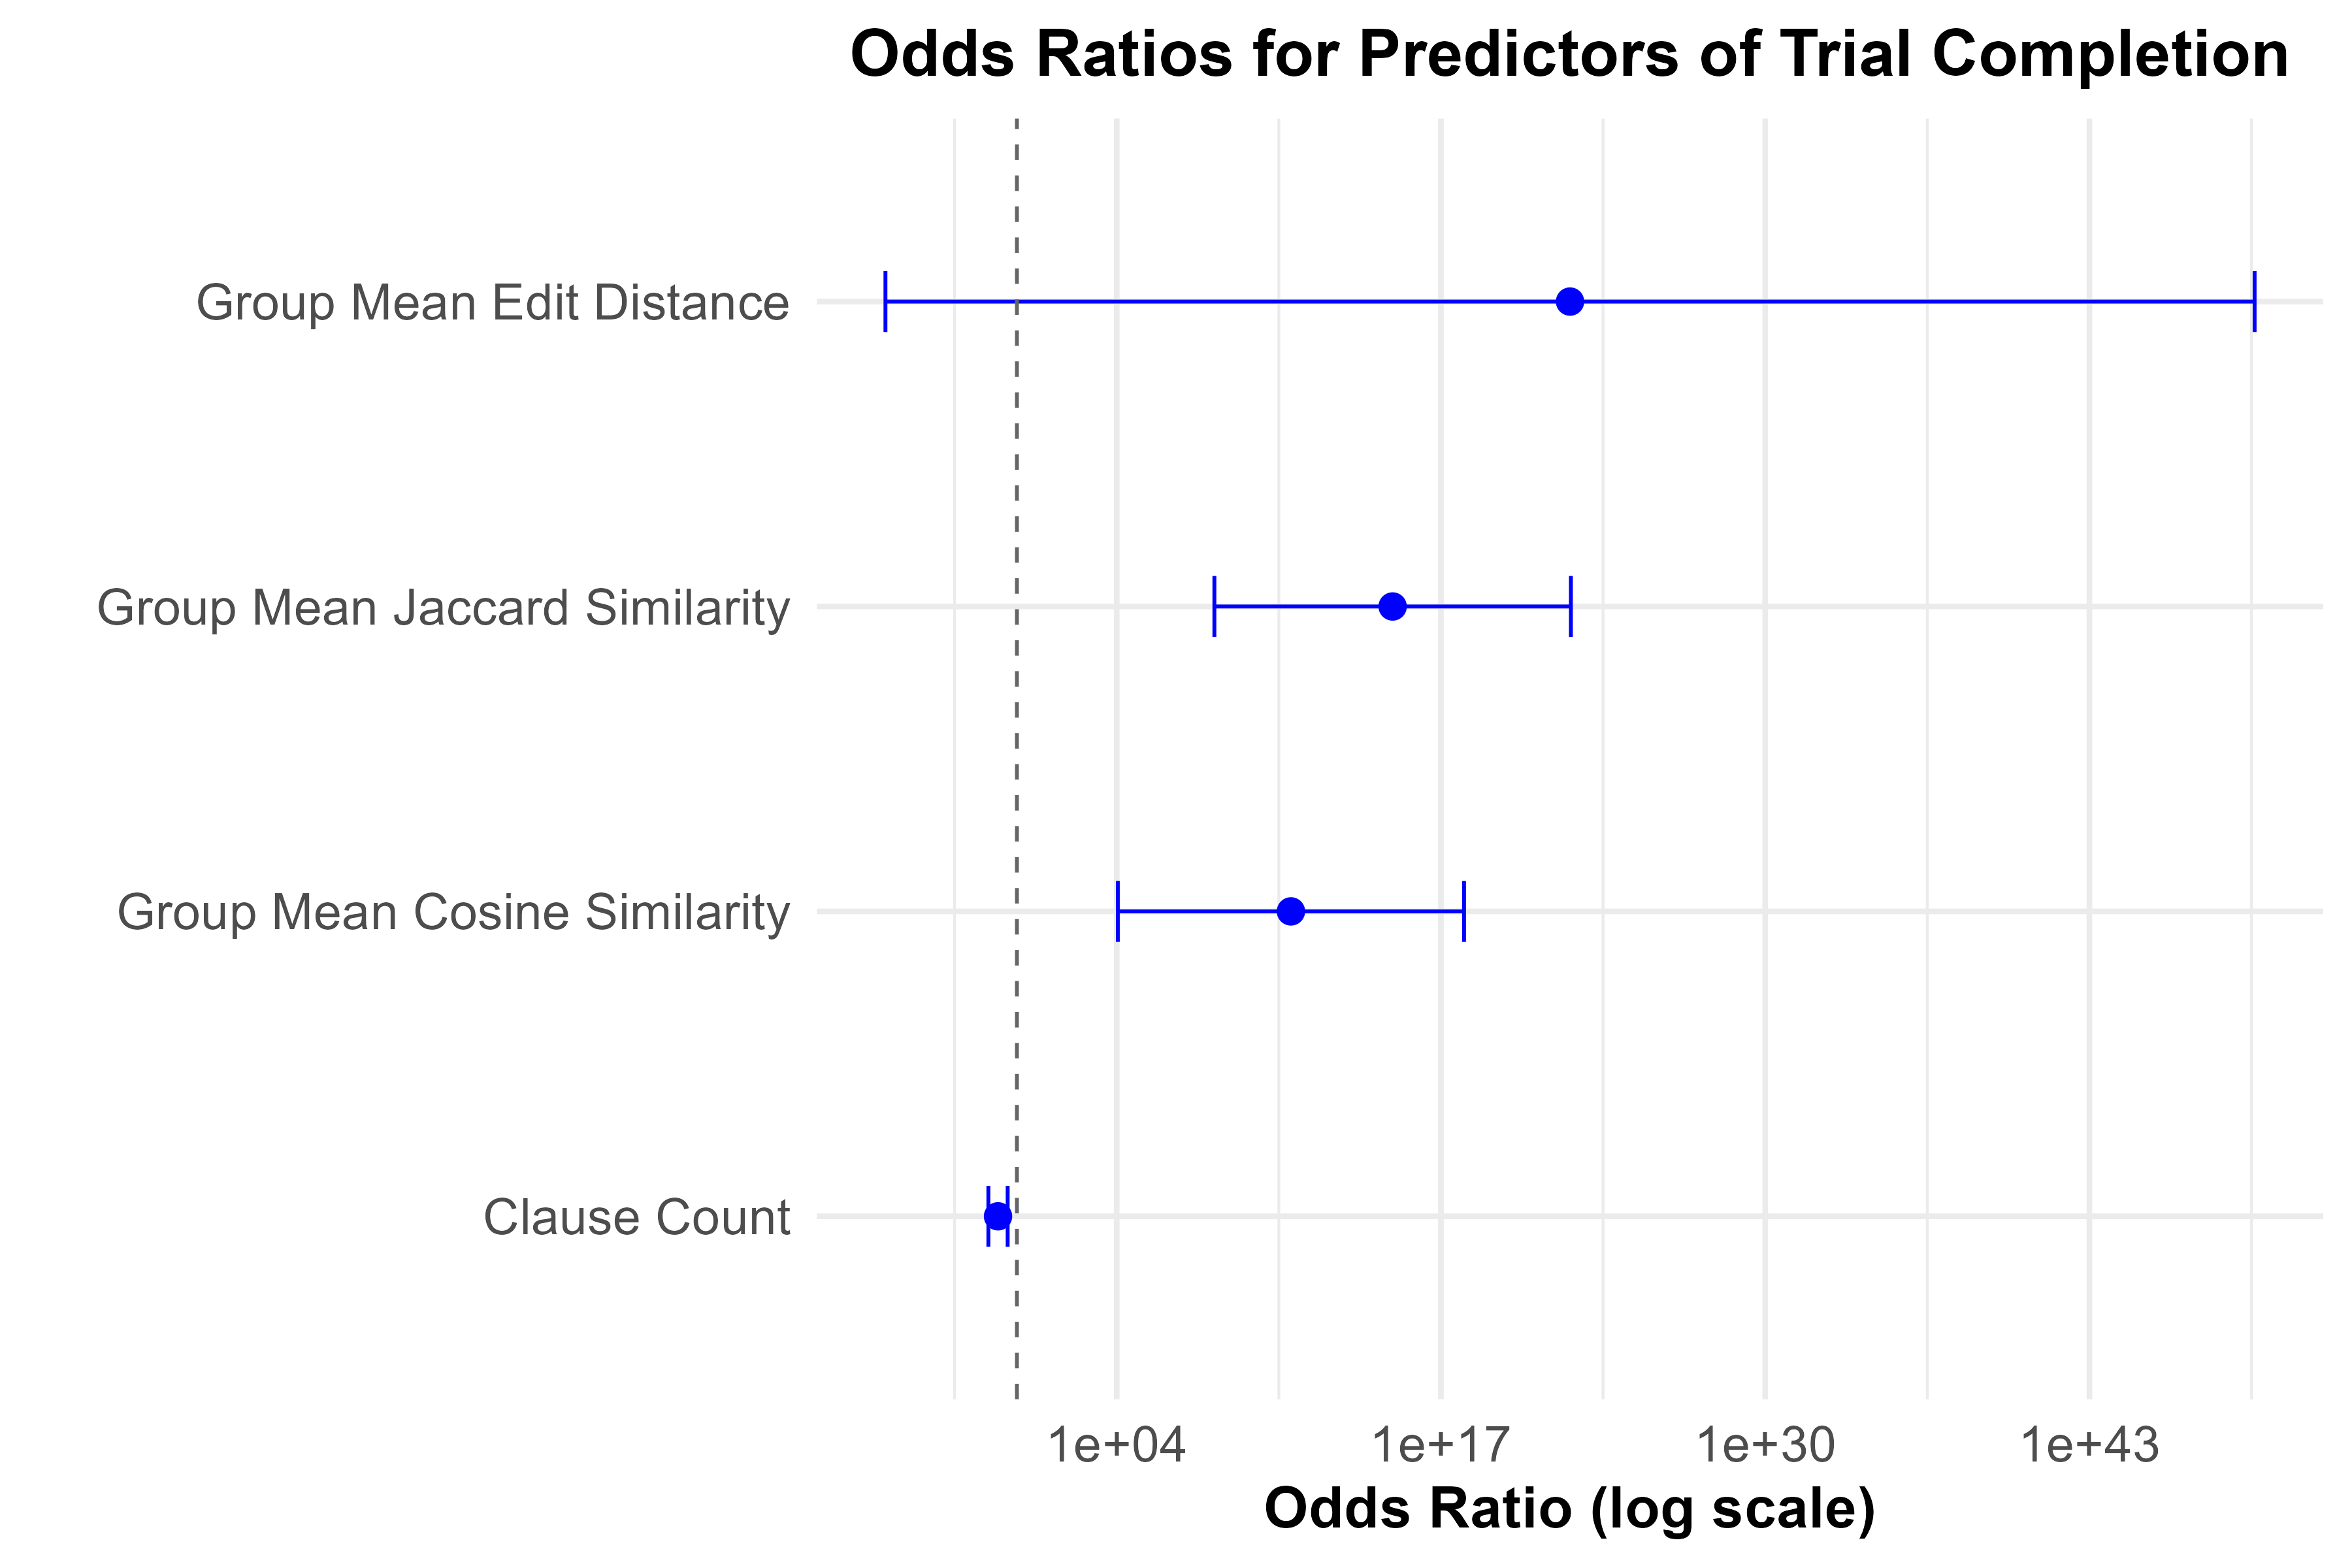 Odds Ratios for Predictors of Trial Completion
Group Mean Edit Distance
Group Mean Jaccard Similarity
Group Mean Cosine Similarity
Clause Count
1e+04 1e+17 1e+30 1e+43
Odds Ratio (log scale)